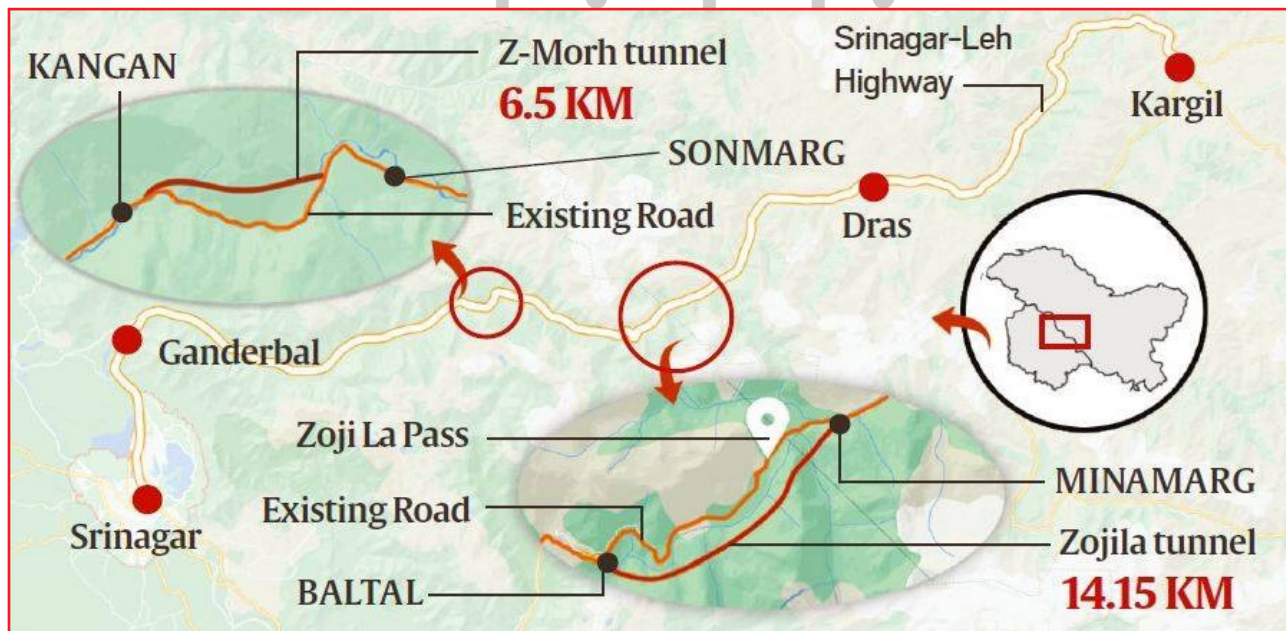 KANGAN
Z-Morh tunnel
6.5 KM
SONMARG
Existing Road
Srinagar-Leh
Highway
Kargil
Dras
Ganderbal
Srinagar
Zoji La Pass
Existing Road
BALTAL
MINAMARG
Zojila tunnel
14.15 KM